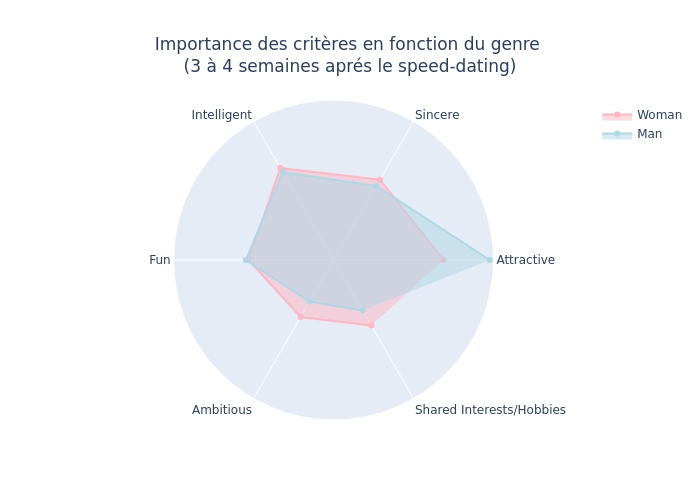 Importance des critères en fonction du genre
(3 à 4 semaines aprés le speed-dating)
Intelligent
Sincere
Woman
Man
Fun
Attractive
Ambitious
Shared Interests/Hobbies